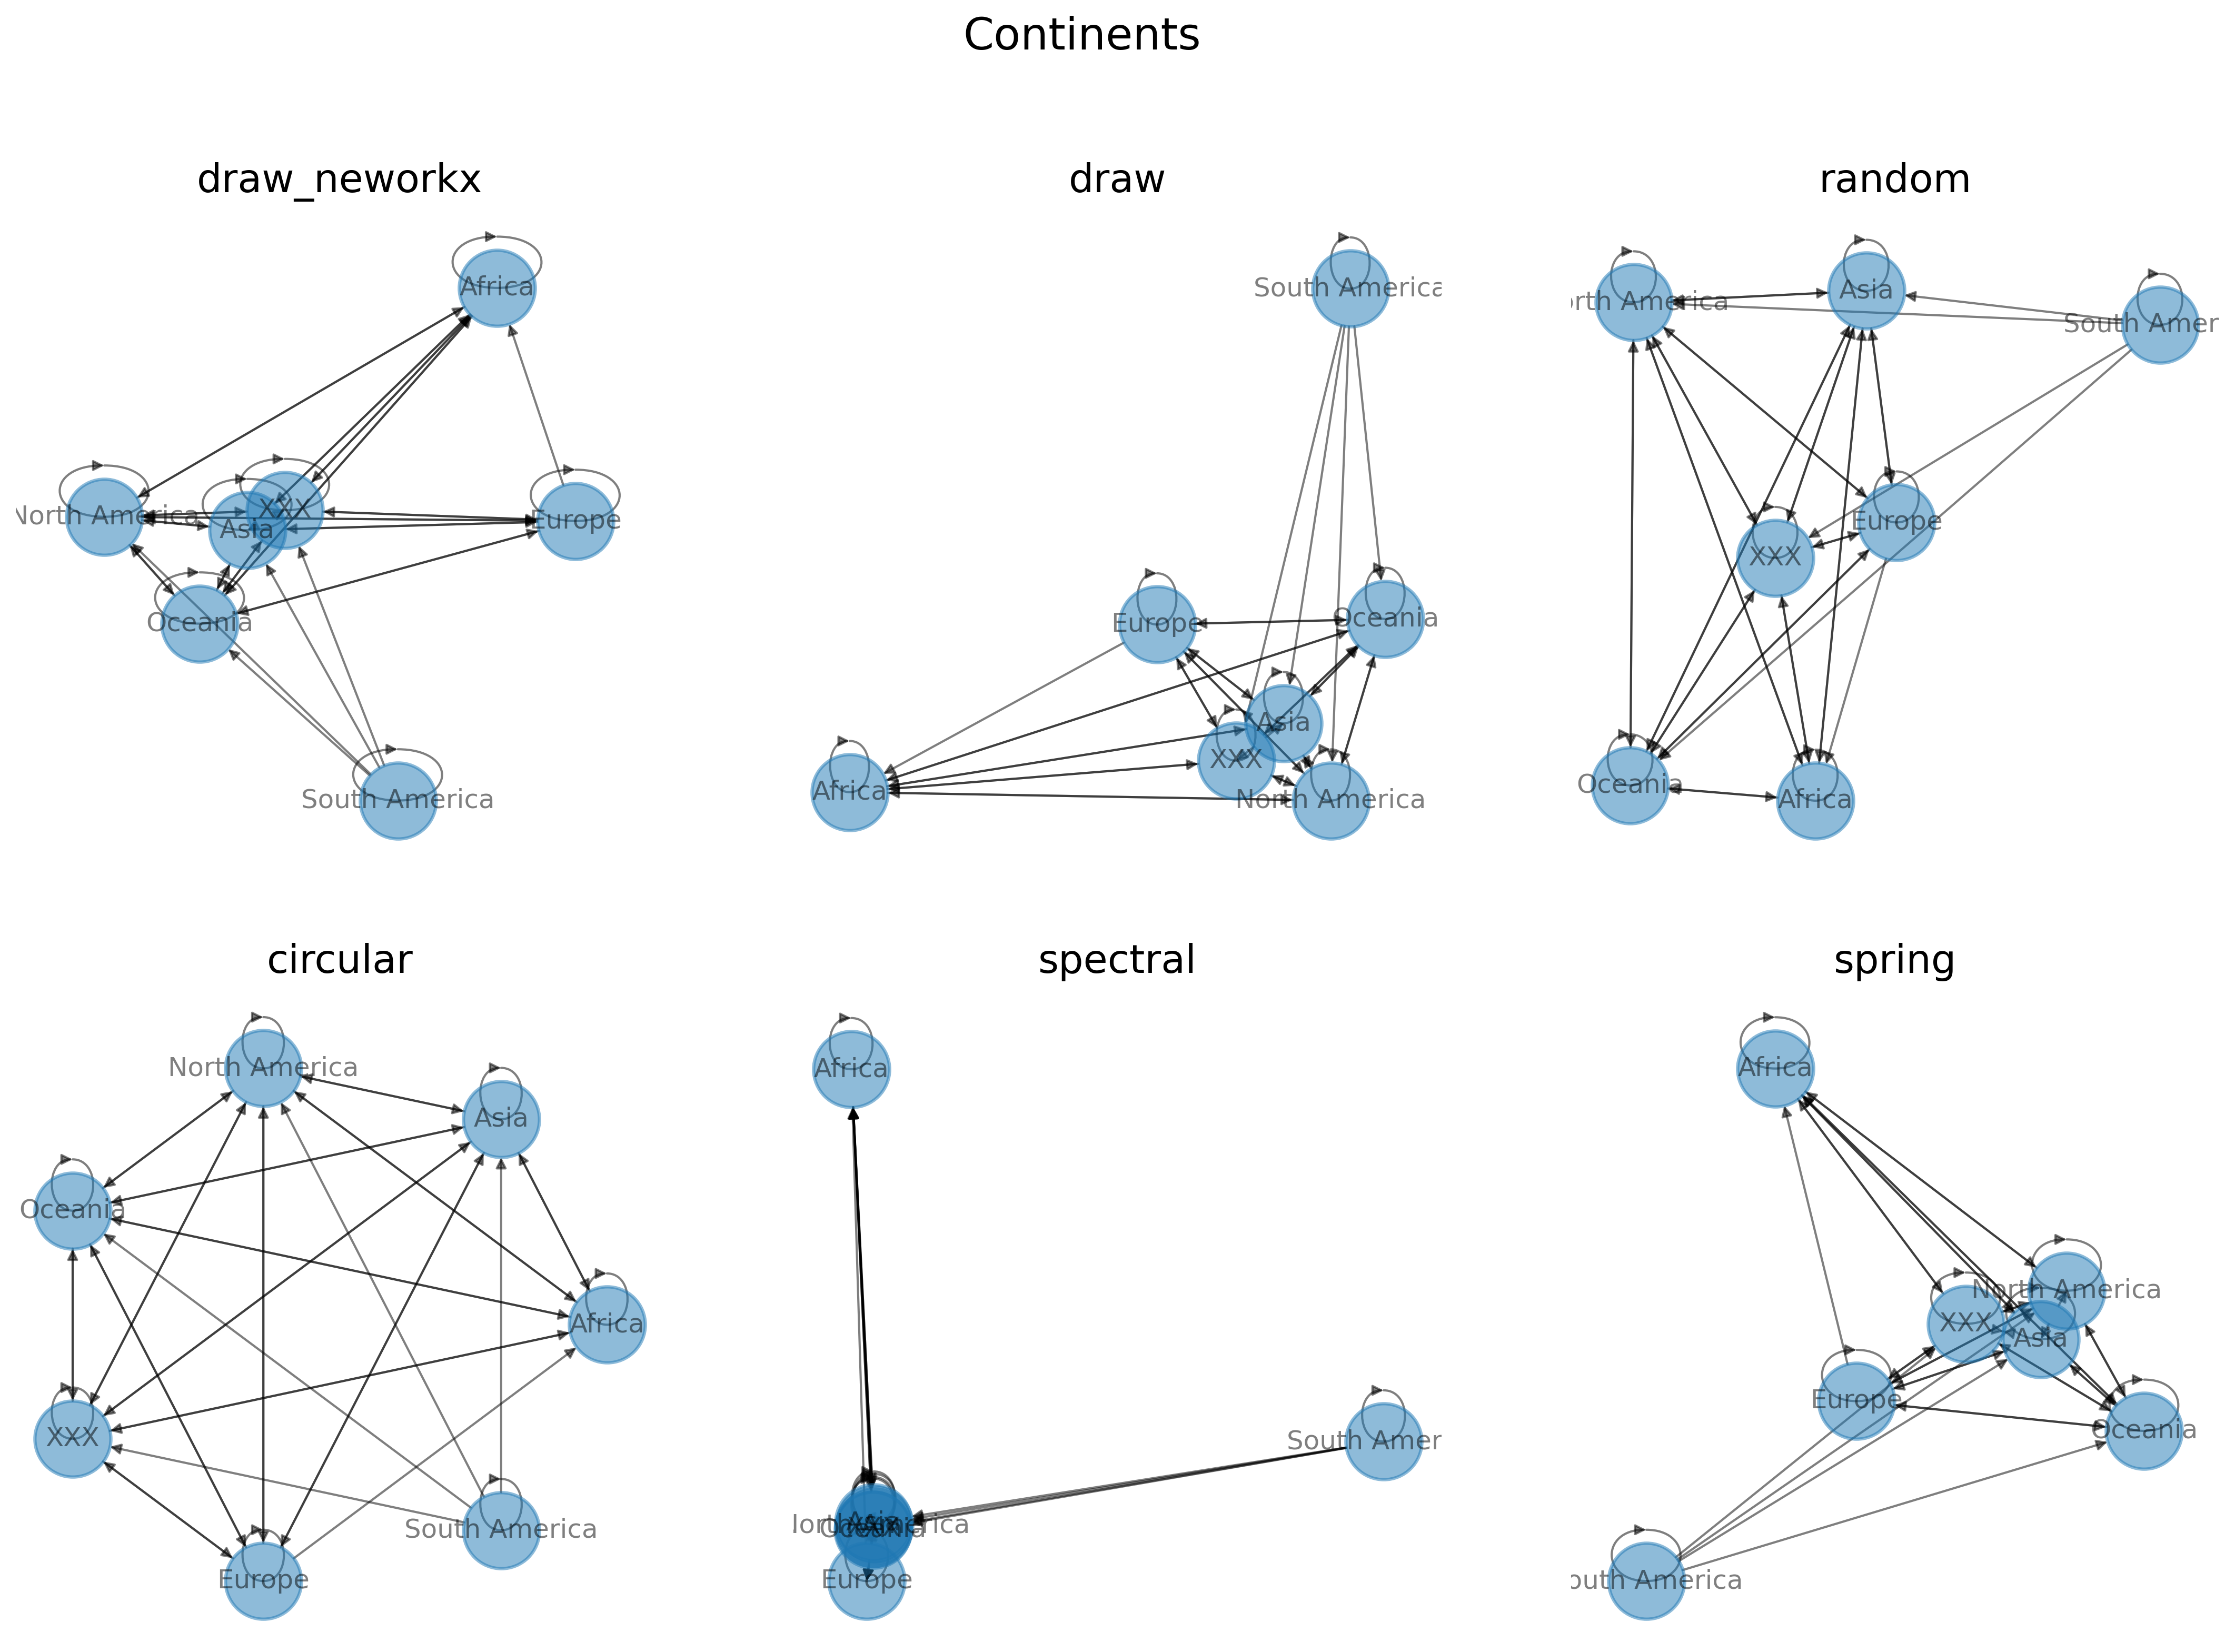 Continents
draw_neworkx
Africa
North America
XXX
Asia
Europe
Oceania
South America
draw
South America
Europe
Oceania
Asia
XXX
Africa
North America
random
rth America
Asia
South Amer
Europe
XXX
Oceania
Africa
circular
North America
Asia
Oceania
Africa
XXX
South America
Europe
spectral
Africa
South Amer
Oceania
Europe
spring
Africa
North America
XXX
Asia
Europe
Oceania
outh America